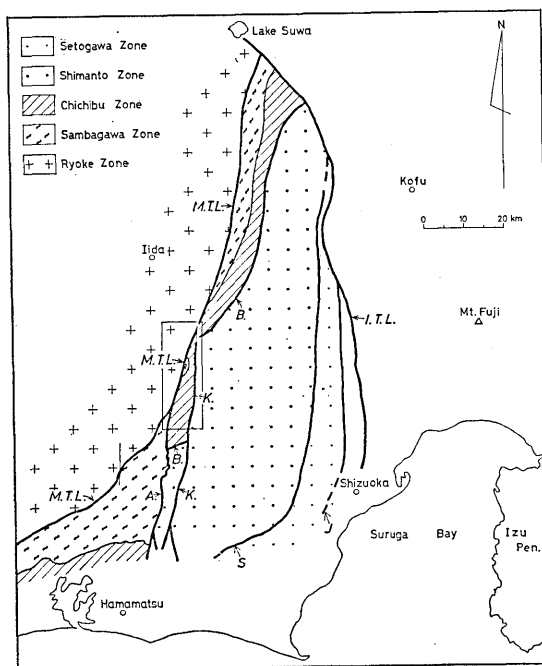 Lake Suwa
N
Setogawa Zone
Shimanto Zone
Chichibu Zone
Sambagawa Zone
Ryoke Zone
Kofu
0 10 20 km
M.T.L.
Iida
B.
I.T.L.
Mt. Fuji
M.T.L.
K.
B.
M.T.L.
A.
K.
Shizuoka
J
Suruga Bay
Izu Pen.
S
Hamamatsu